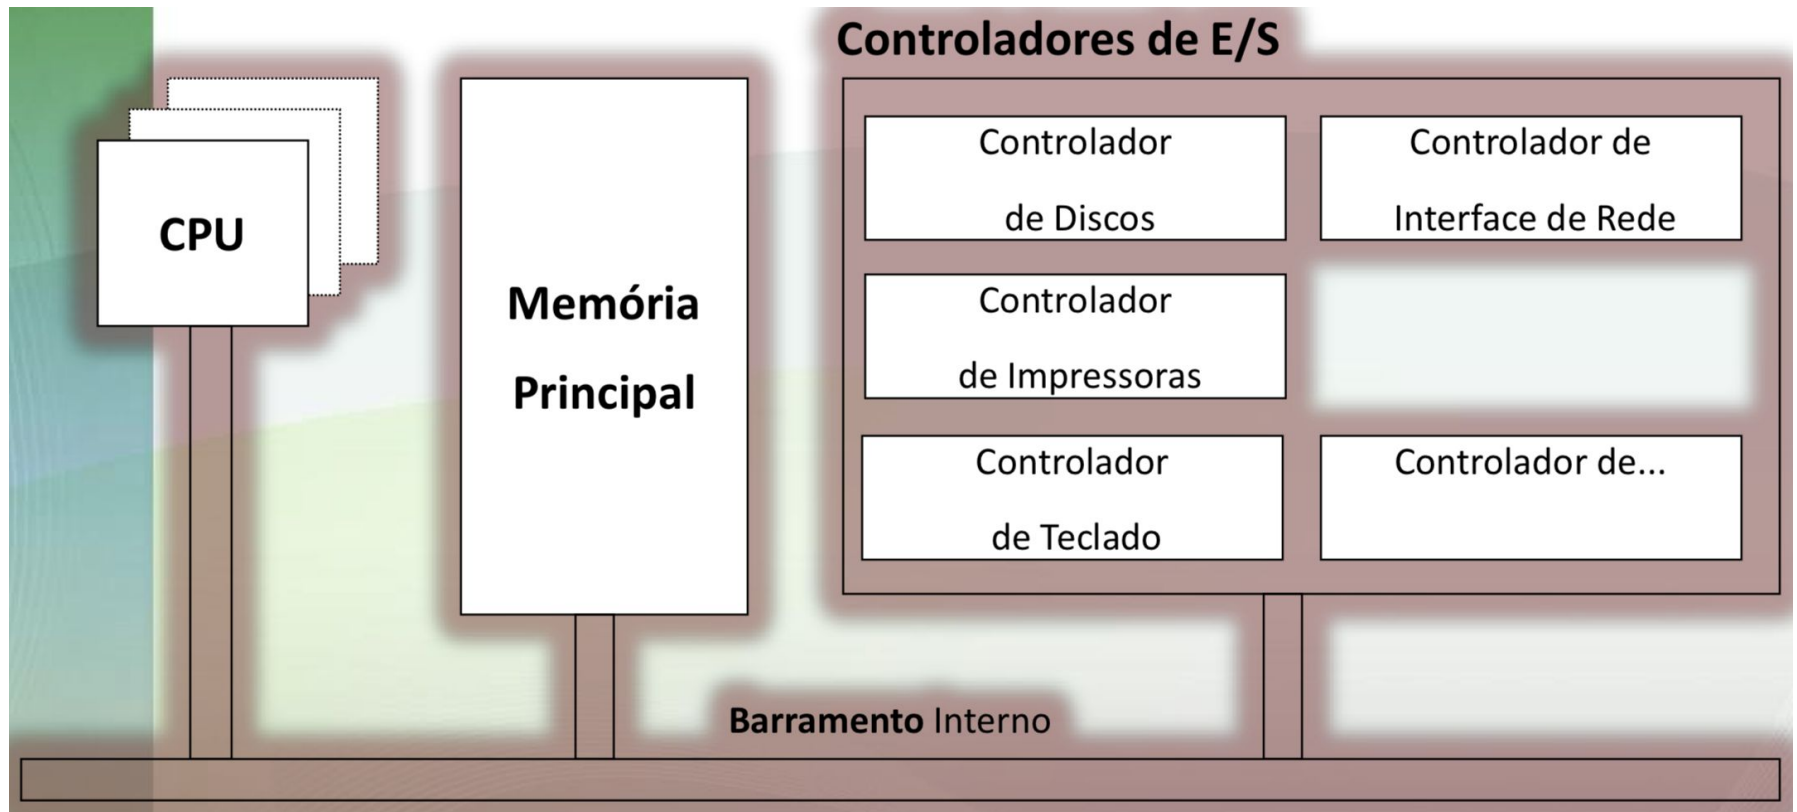 Controladores de E/S
CPU
Memória
Principal
Controlador
de Discos
Controlador de
Interface de Rede
Controlador
de Impressoras
Controlador
de Teclado
Controlador de...
Barramento Interno